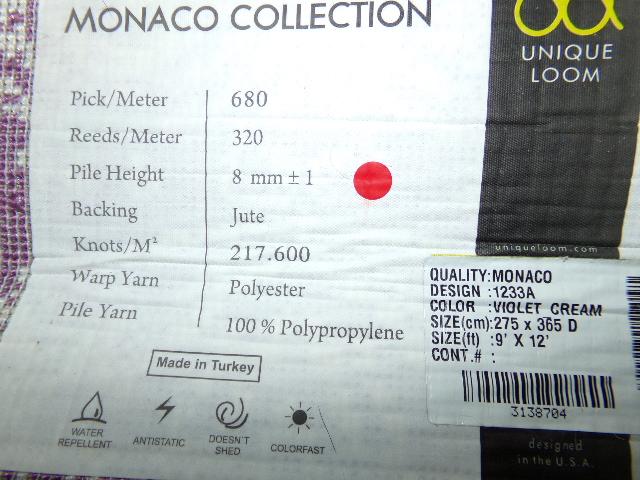 MONACO COLLECTION
UNIQUE
LOOM
Pick/Meter 680
Reeds/Meter 320
Pile Height 8 mm ± 1
Backing Jute
Knots/M² 217.600
Warp Yarn Polyester
Pile Yarn 100 % Polypropylene
Made in Turkey
WATER
REPELLENT
ANTISTATIC
DOESN'T
SHED
COLORFAST
uniqueloom.com
QUALITY:MONACO
DESIGN :1233A
COLOR :VIOLET CREAM
SIZE(cm):275 x 365 D
SIZE(ft) :9' X 12'
CONT.# :
3138704
designed
in the U.S.A.